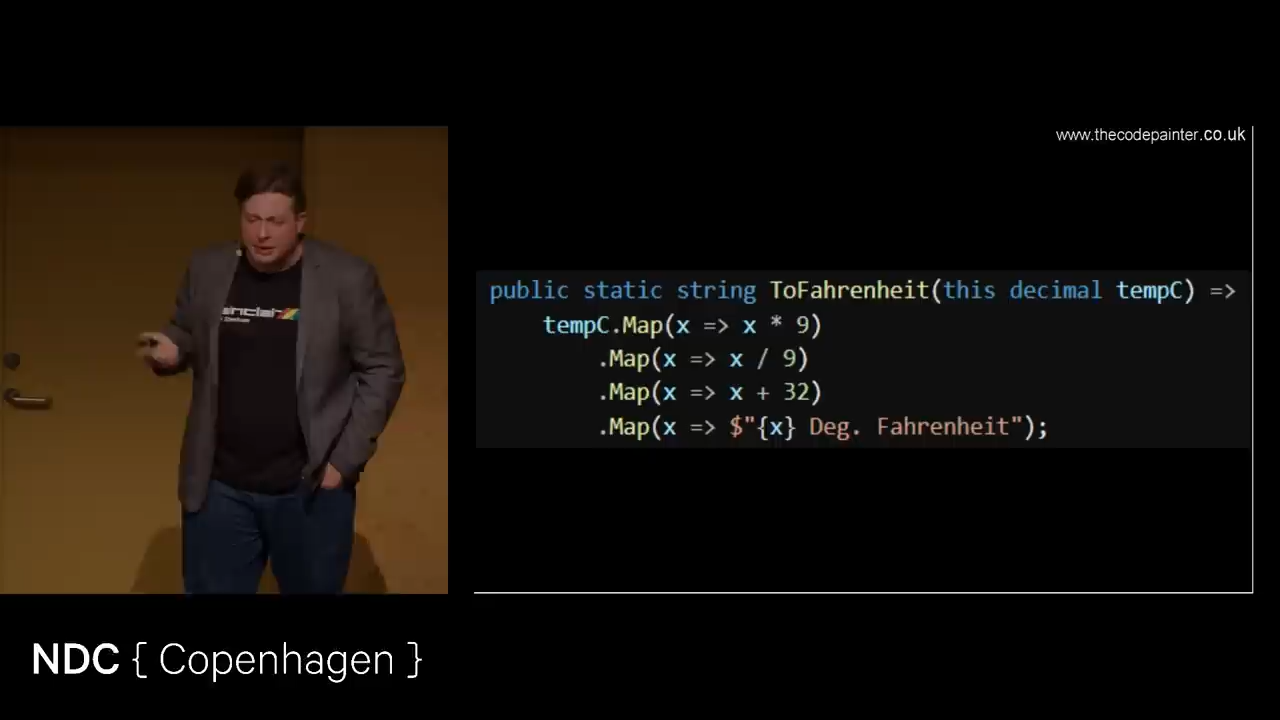 www.thecodepainter.co.uk
public static string ToFahrenheit(this decimal tempC) =>
tempC.Map(x => x * 9)
.Map(x => x / 9)
.Map(x => x + 32)
.Map(x => $"{x} Deg. Fahrenheit");
sinclair
NDC { Copenhagen }